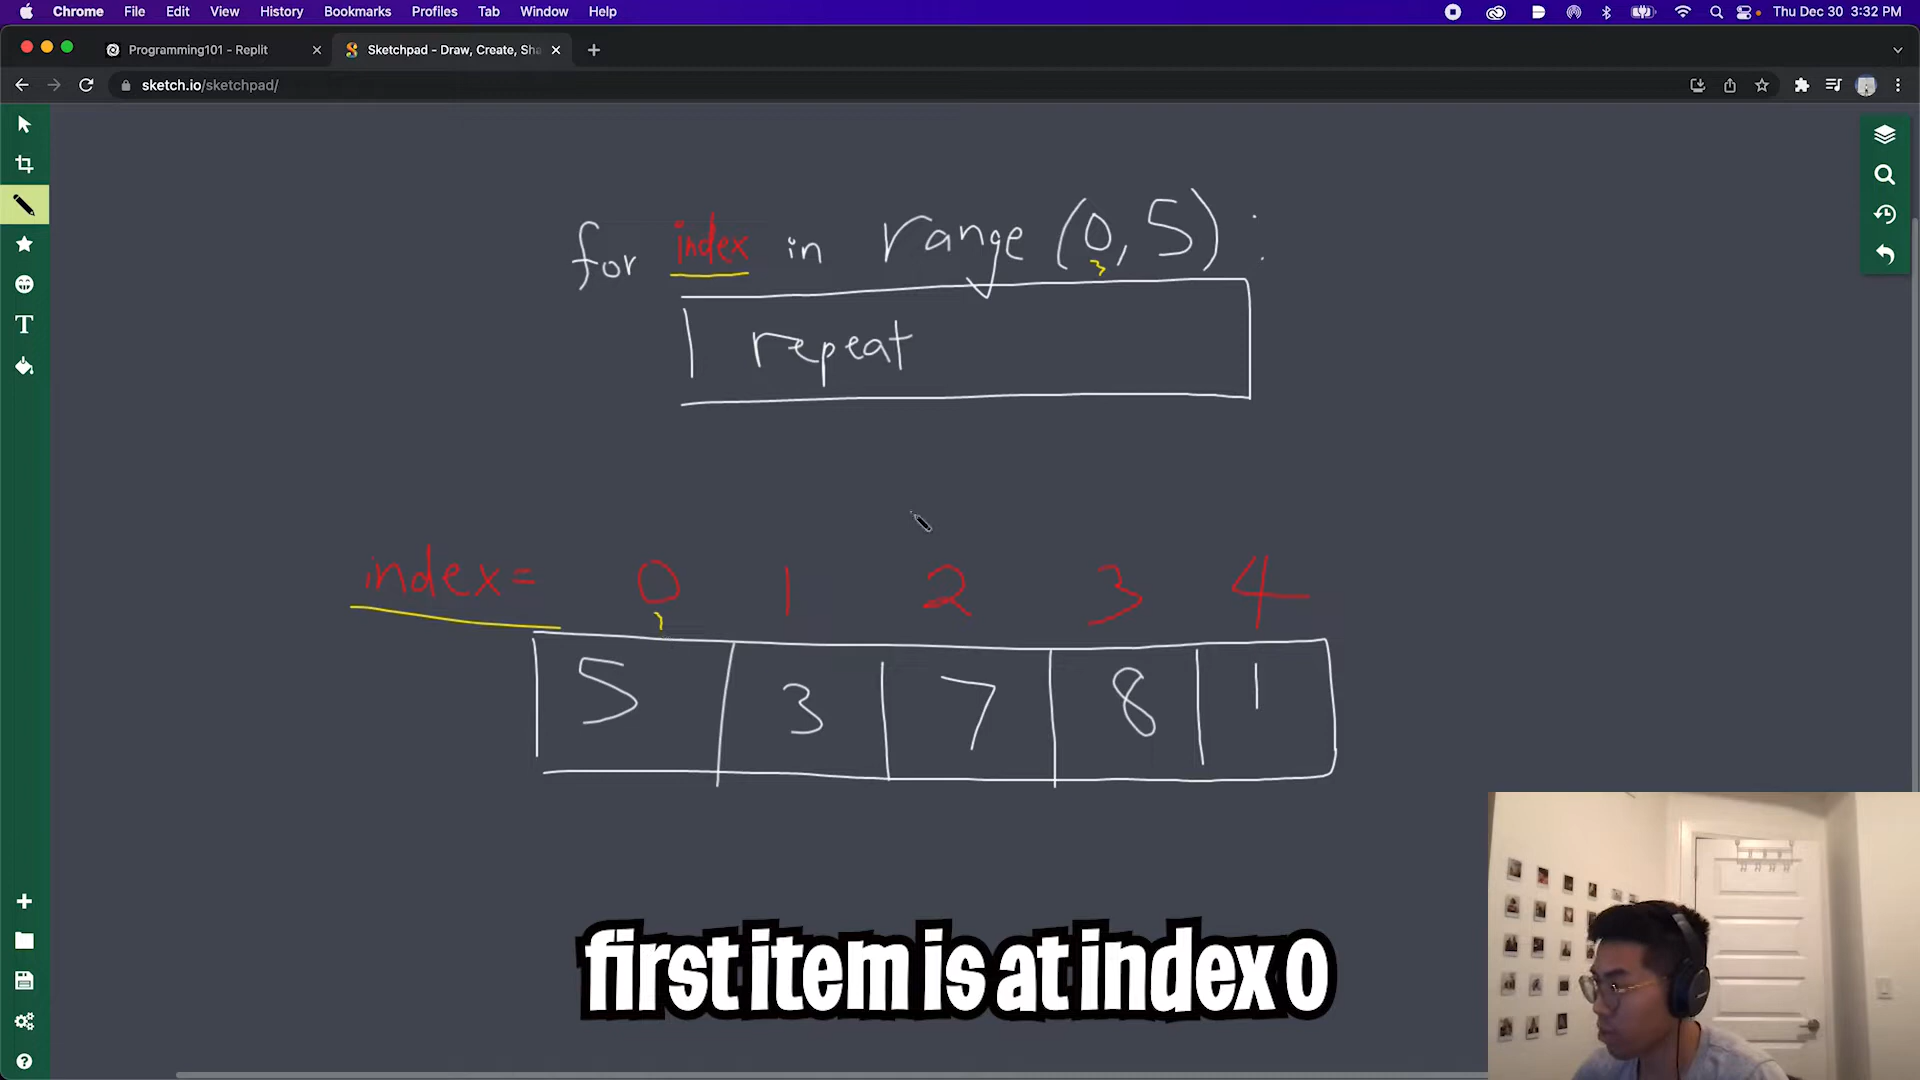 Chrome File Edit View History Bookmarks Profiles Tab Window Help Thu Dec 30 3:32 PM
Programming101 - Replit Sketchpad - Draw, Create, Sha
sketch.io/sketchpad/
for index in range (0, 5) :
repeat
index= 0 1 2 3 4
5 3 7 8 1
first item is at index 0